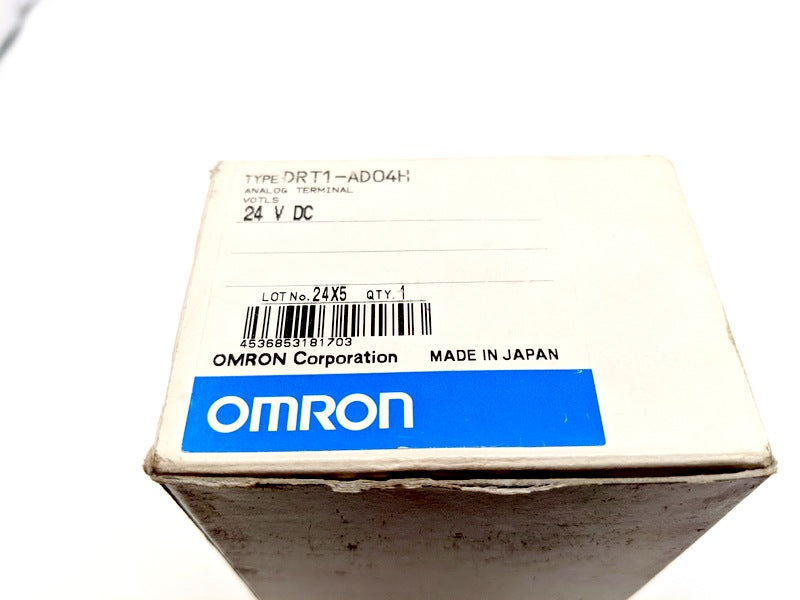 TYPE DRT1-AD04H
ANALOG TERMINAL
VOTLS
24 V DC
LOT No. 24X5 QTY. 1
4536853181703
OMRON Corporation MADE IN JAPAN
OMRON